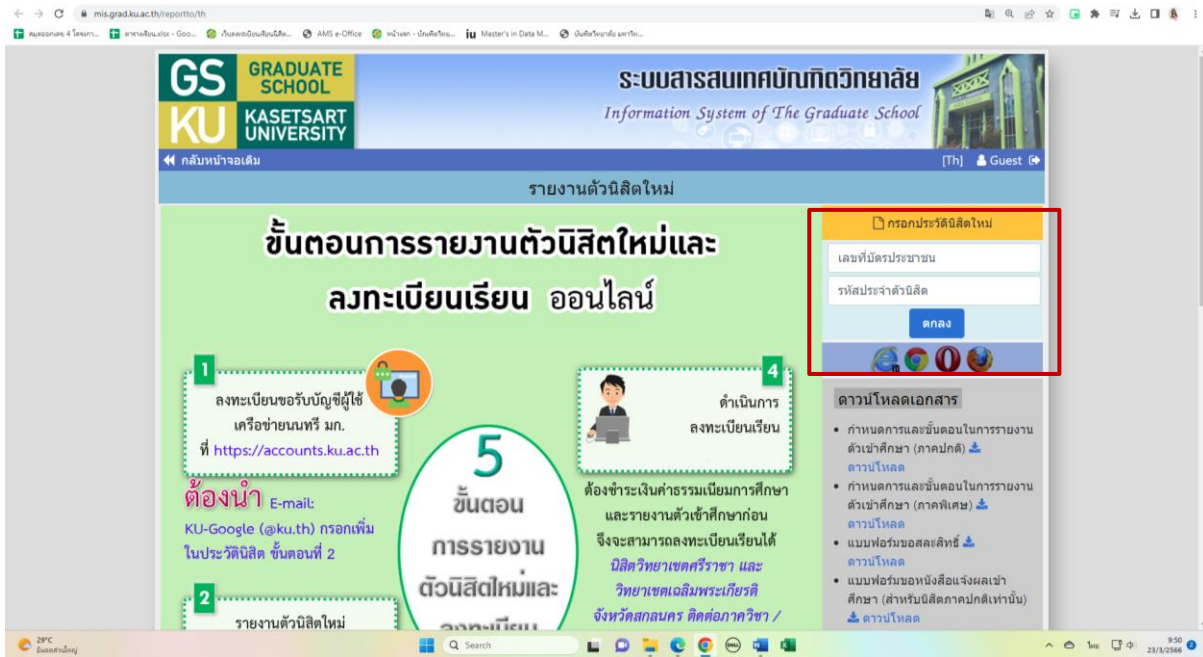 mis.grad.ku.ac.th/reportto/th
AMS e-Office
Master's in Data M...
GS
KU
GRADUATE
SCHOOL
KASETSART
UNIVERSITY
ระบบสารสนเทศบัณฑิตวิทยาลัย
Information System of The Graduate School
กลับหน้าจอเดิม
[Th] Guest
รายงานตัวนิสิตใหม่
ขั้นตอนการรายงานตัวนิสิตใหม่และ
ลงทะเบียนเรียน ออนไลน์
1
ลงทะเบียนขอรับบัญชีผู้ใช้
เครือข่ายนนทรี มก.
ที่ https://accounts.ku.ac.th
ต้องนำ E-mail:
KU-Google (@ku.th) กรอกเพิ่ม
ในประวัตินิสิต ขั้นตอนที่ 2
2
รายงานตัวนิสิตใหม่
5
ขั้นตอน
การรายงาน
ตัวนิสิตใหม่และ
ลงทะเบียน
4
ดำเนินการ
ลงทะเบียนเรียน
ต้องชำระเงินค่าธรรมเนียมการศึกษา
และรายงานตัวเข้าศึกษาก่อน
จึงจะสามารถลงทะเบียนเรียนได้
นิสิตวิทยาเขตศรีราชา และ
วิทยาเขตเฉลิมพระเกียรติ
จังหวัดสกลนคร ติดต่อภาควิชา /
กรอกประวัตินิสิตใหม่
เลขที่บัตรประชาชน
รหัสประจำตัวนิสิต
ตกลง
ดาวน์โหลดเอกสาร
กำหนดการและขั้นตอนในการรายงาน
ตัวเข้าศึกษา (ภาคปกติ)
ดาวน์โหลด
กำหนดการและขั้นตอนในการรายงาน
ตัวเข้าศึกษา (ภาคพิเศษ)
ดาวน์โหลด
แบบฟอร์มขอสละสิทธิ์
ดาวน์โหลด
แบบฟอร์มขอหนังสือแจ้งผลเข้า
ศึกษา (สำหรับนิสิตภาคปกติเท่านั้น)
ดาวน์โหลด
29°C
Search
ไทย
9:50
23/3/2566